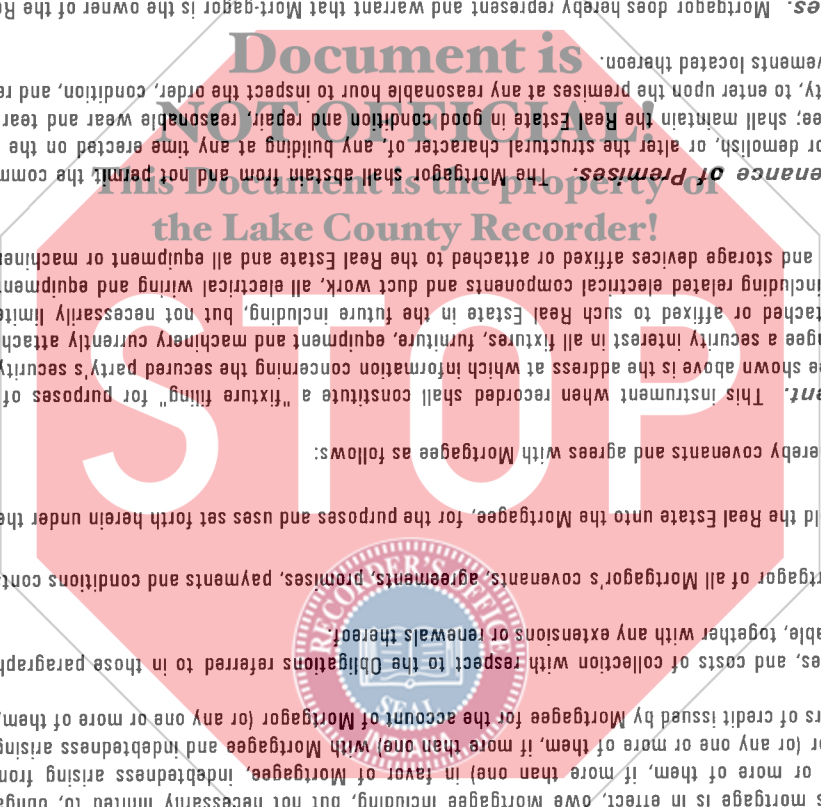 s mortgage is in effect, owe Mortgagee including, but not necessarily limited to, obliga
or more of them, if more than one) in favor of Mortgagee, indebtedness arising fron
or (or any one or more of them, if more than one) with Mortgagee and indebtedness arising
rs of credit issued by Mortgagee for the account of Mortgagor (or any one or more of them,
es, and costs of collection with respect to the Obligations referred to in those paragraph
able, together with any extensions or renewals thereof.
rtgagor of all Mortgagor's covenants, agreements, promises, payments and conditions conta
ld the Real Estate unto the Mortgagee, for the purposes and uses set forth herein under the
ereby covenants and agrees with Mortgagee as follows:
ent. This instrument when recorded shall constitute a "fixture filing" for purposes of
ee shown above is the address at which information concerning the secured party's security
agee a security interest in all fixtures, furniture, equipment and machinery currently attach
tached or affixed to such Real Estate in the future including, but not necessarily limite
including related electrical components and duct work, all electrical wiring and equipmen
and storage devices affixed or attached to the Real Estate and all equipment or machiner
enance of Premises. The Mortgagor shall abstain from and not permit the comm
or demolish, or alter the structural character of, any building at any time erected on the
ee; shall maintain the Real Estate in good condition and repair, reasonable wear and tear
ty, to enter upon the premises at any reasonable hour to inspect the order, condition, and re
vements located thereon.
es. Mortgagor does hereby represent and warrant that Mort-gagor is the owner of the R
Document is
NOT OFFICIAL!
This Document is the property of
the Lake County Recorder!
STOP
RECORDER'S OFFICE
SEAL
INDIANA